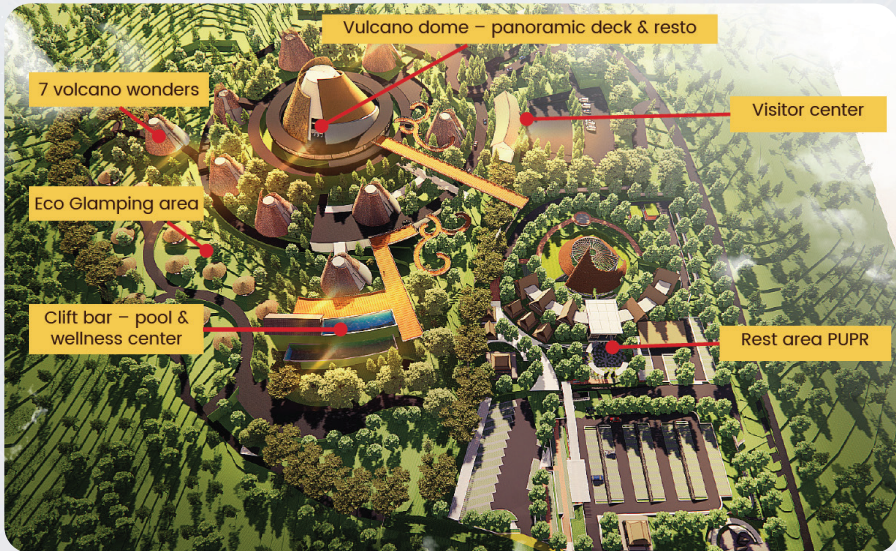 Vulcano dome – panoramic deck & resto
7 volcano wonders
Visitor center
Eco Glamping area
Clift bar – pool &
wellness center
Rest area PUPR